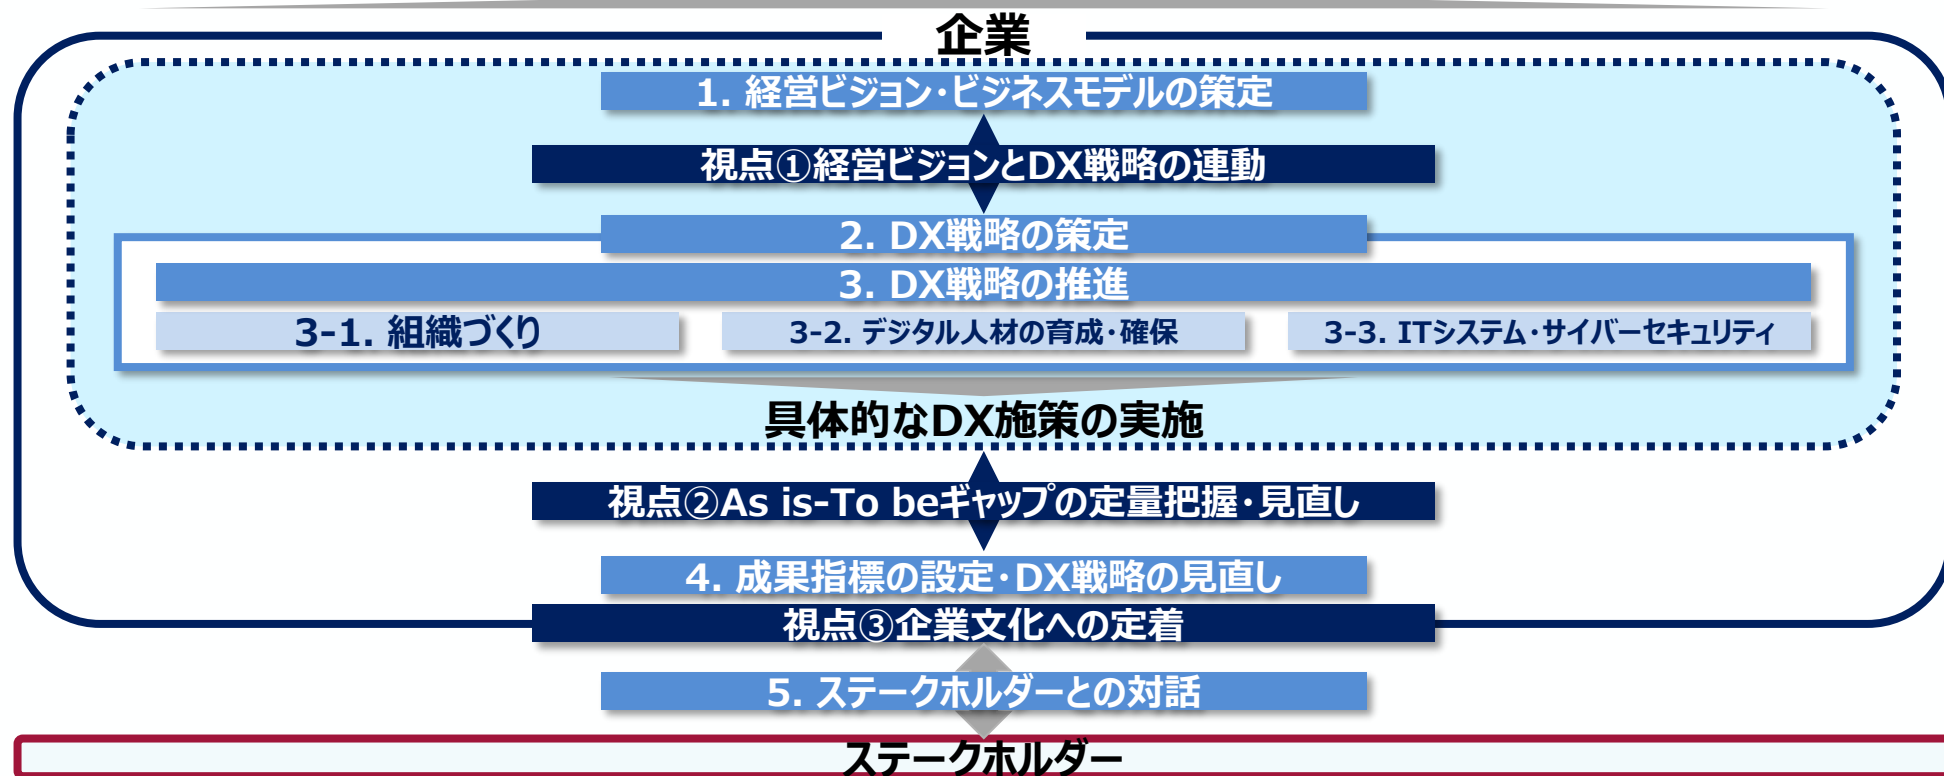 企業
1. 経営ビジョン・ビジネスモデルの策定
視点①経営ビジョンとDX戦略の連動
2. DX戦略の策定
3. DX戦略の推進
3-1. 組織づくり
3-2. デジタル人材の育成・確保
3-3. ITシステム・サイバーセキュリティ
具体的なDX施策の実施
視点②As is-To beギャップの定量把握・見直し
4. 成果指標の設定・DX戦略の見直し
視点③企業文化への定着
5. ステークホルダーとの対話
ステークホルダー